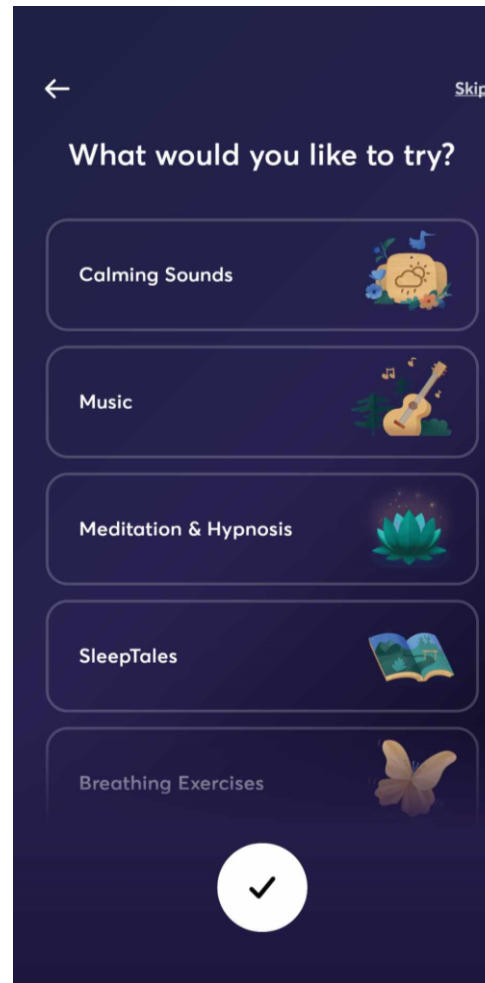 Skip
What would you like to try?
Calming Sounds
Music
Meditation & Hypnosis
SleepTales
Breathing Exercises